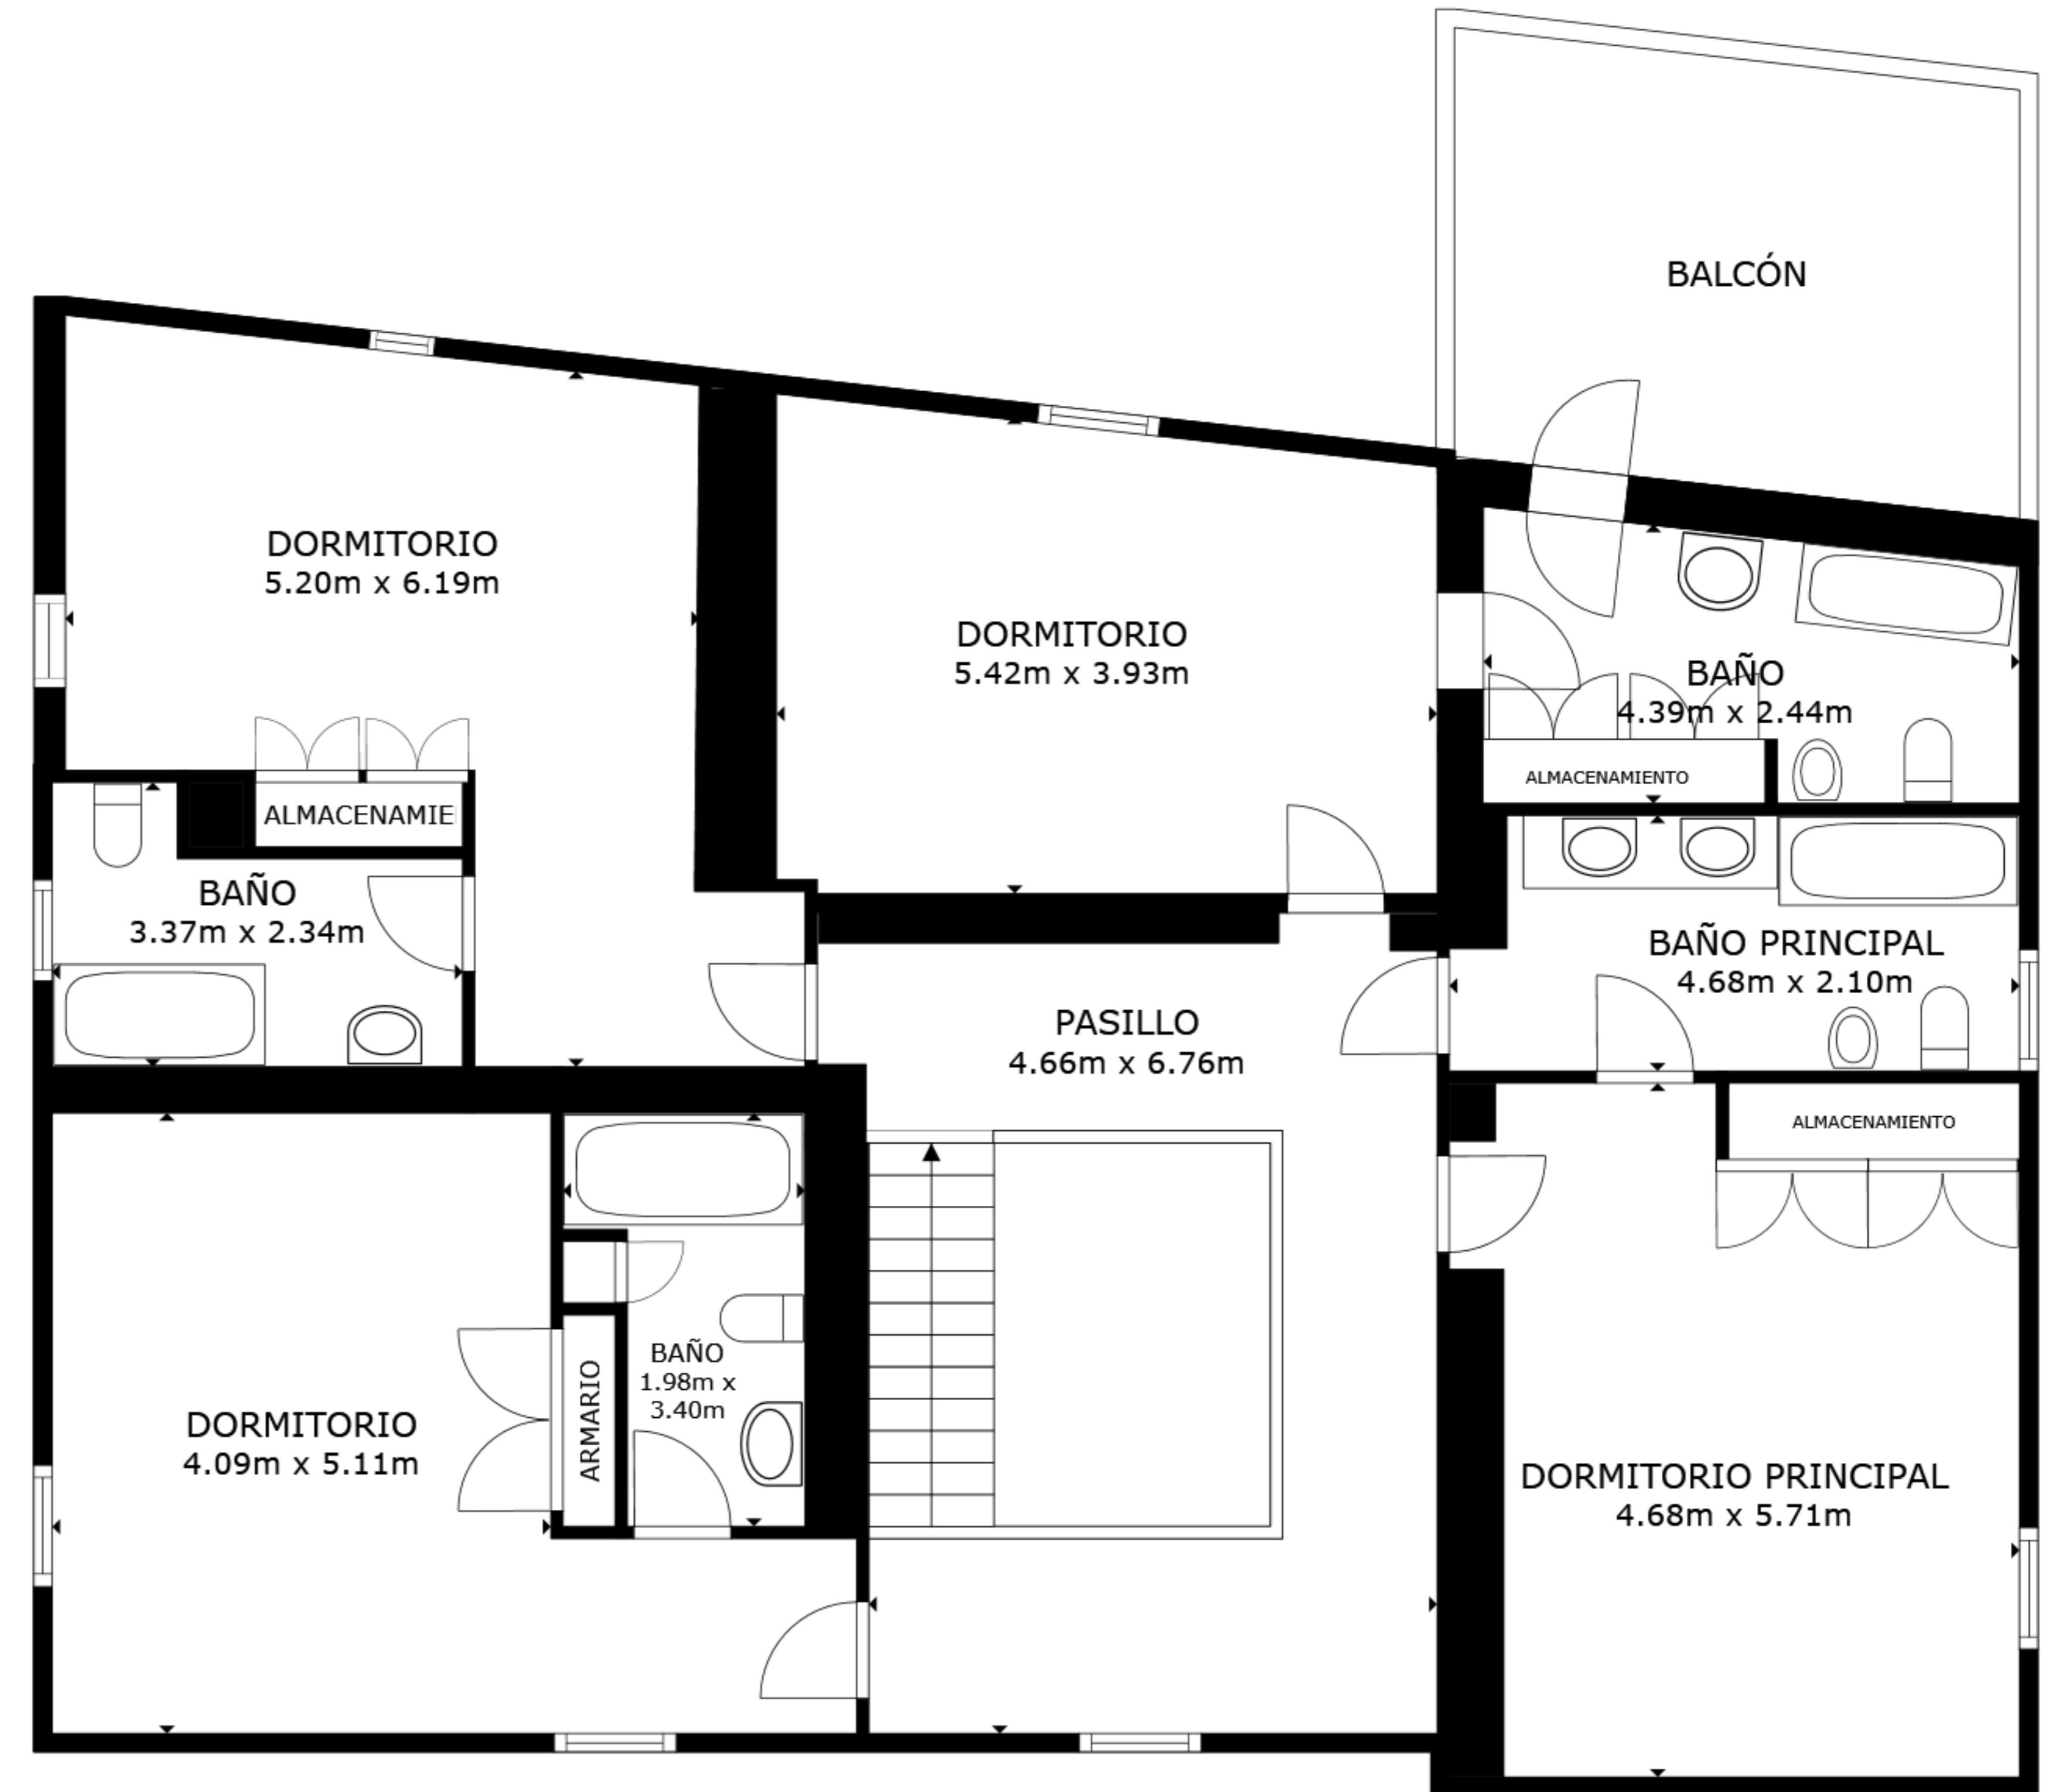 BALCÓN
DORMITORIO
5.20m x 6.19m
DORMITORIO
5.42m x 3.93m
BAÑO
4.39m x 2.44m
ALMACENAMIENTO
ALMACENAMIE
BAÑO
3.37m x 2.34m
BAÑO PRINCIPAL
4.68m x 2.10m
PASILLO
4.66m x 6.76m
ALMACENAMIENTO
BAÑO
1.98m x
3.40m
ARMARIO
DORMITORIO
4.09m x 5.11m
DORMITORIO PRINCIPAL
4.68m x 5.71m